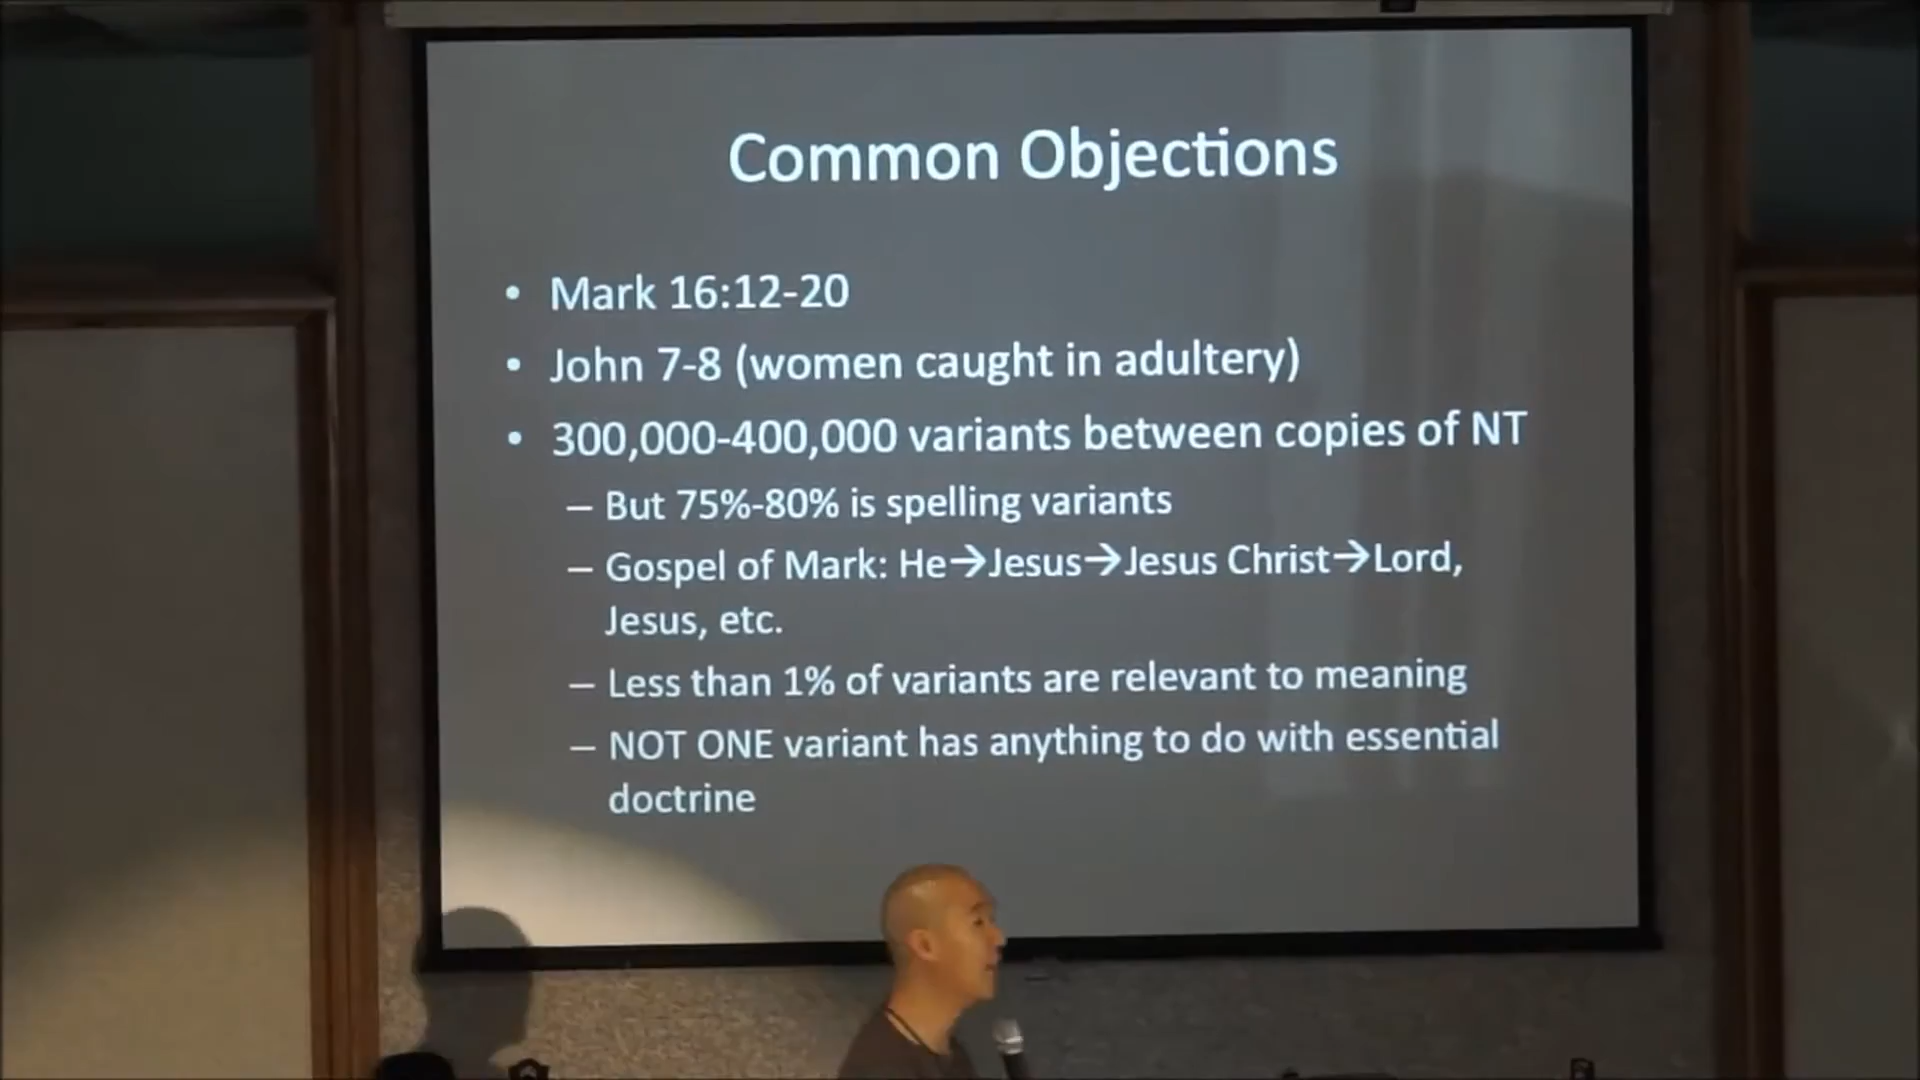 Common Objections
• Mark 16:12-20
• John 7-8 (women caught in adultery)
• 300,000-400,000 variants between copies of NT
– But 75%-80% is spelling variants
– Gospel of Mark: He→Jesus→Jesus Christ→Lord,
Jesus, etc.
– Less than 1% of variants are relevant to meaning
– NOT ONE variant has anything to do with essential
doctrine